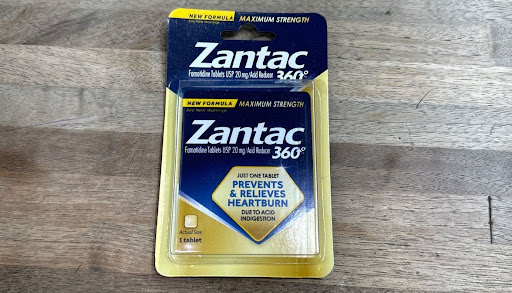 NEW FORMULA MAXIMUM STRENGTH
Zantac
360°
Famotidine Tablets USP 20 mg/Acid Reducer
NEW FORMULA MAXIMUM STRENGTH
Zantac
360°
Famotidine Tablets USP 20 mg/Acid Reducer
JUST ONE TABLET
PREVENTS
& RELIEVES
HEARTBURN
DUE TO ACID
INDIGESTION
Actual Size
1 tablet